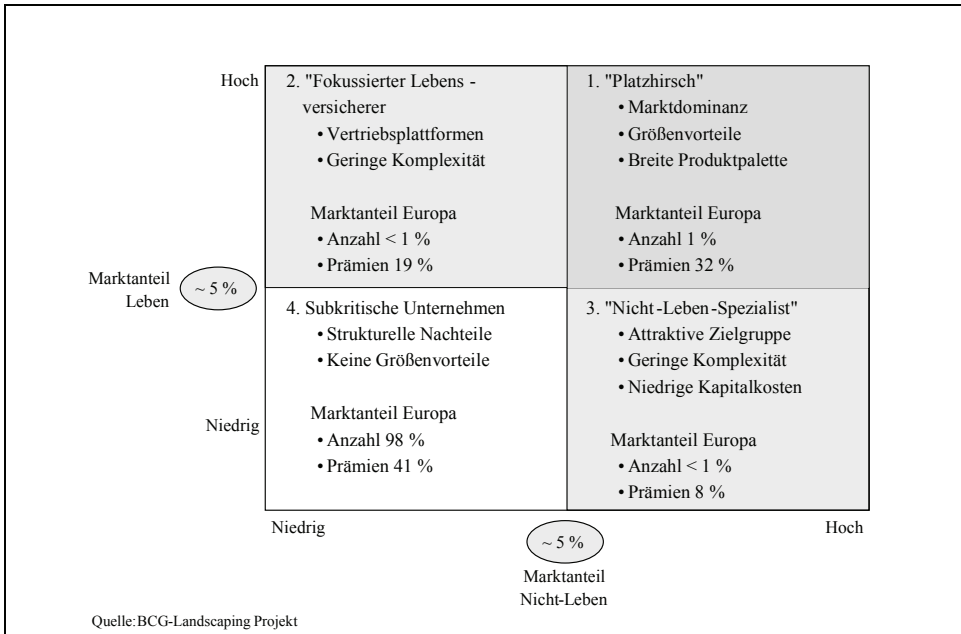 Hoch
2. "Fokussierter Lebens -
versicherer
• Vertriebsplattformen
• Geringe Komplexität
Marktanteil Europa
• Anzahl < 1 %
• Prämien 19 %
1. "Platzhirsch"
• Marktdominanz
• Größenvorteile
• Breite Produktpalette
Marktanteil Europa
• Anzahl 1 %
• Prämien 32 %
Marktanteil
Leben
~ 5 %
4. Subkritische Unternehmen
• Strukturelle Nachteile
• Keine Größenvorteile
Marktanteil Europa
• Anzahl 98 %
• Prämien 41 %
3. "Nicht-Leben-Spezialist"
• Attraktive Zielgruppe
• Geringe Komplexität
• Niedrige Kapitalkosten
Marktanteil Europa
• Anzahl < 1 %
• Prämien 8 %
Niedrig
Niedrig
Hoch
~ 5 %
Marktanteil
Nicht-Leben
Quelle:BCG-Landscaping Projekt